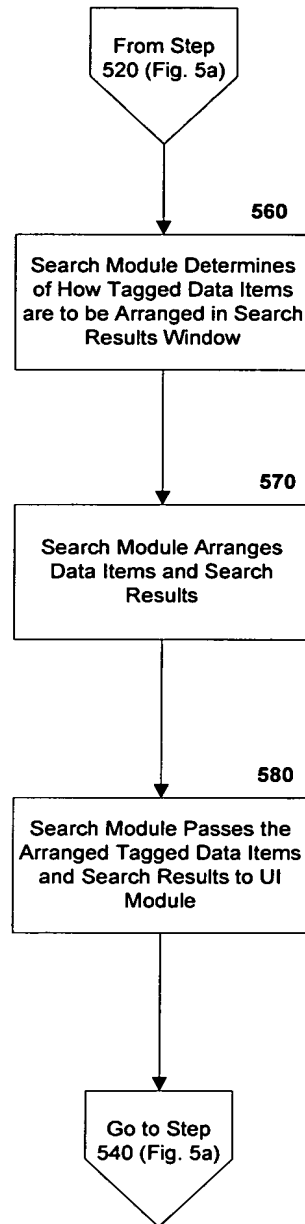 From Step
520 (Fig. 5a)
560
Search Module Determines
of How Tagged Data Items
are to be Arranged in Search
Results Window
570
Search Module Arranges
Data Items and Search
Results
580
Search Module Passes the
Arranged Tagged Data Items
and Search Results to UI
Module
Go to Step
540 (Fig. 5a)